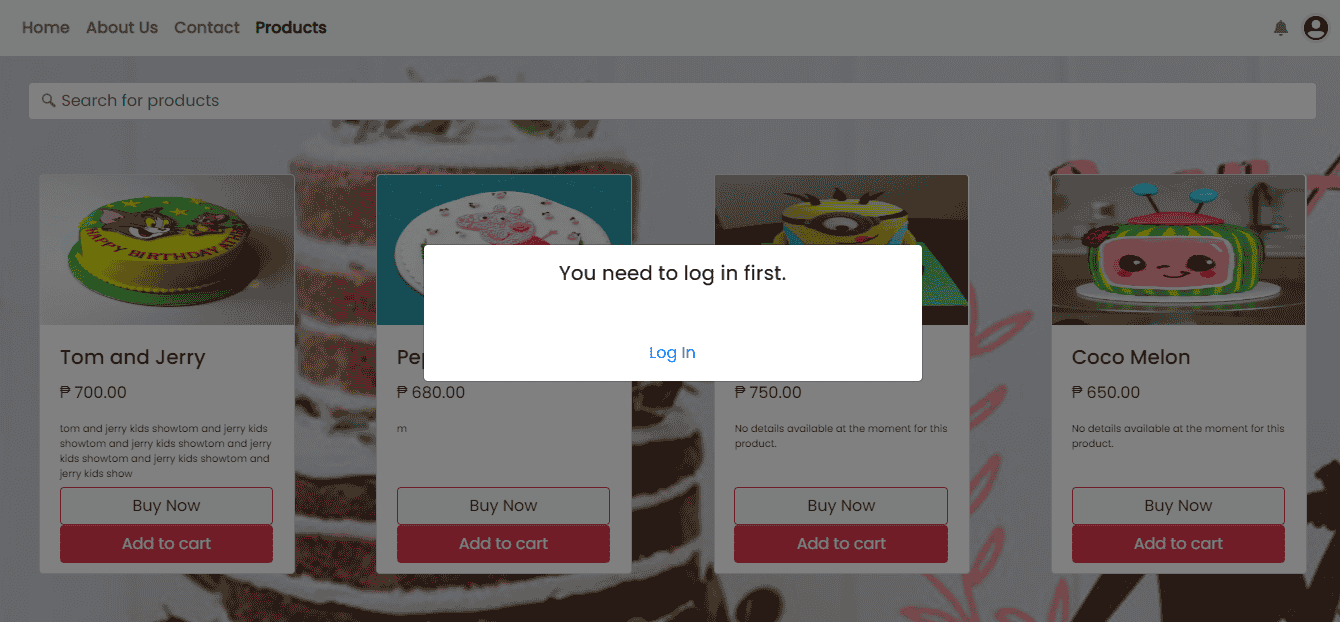 Home About Us Contact Products
Search for products
HAPPY BIRTHDAY
You need to log in first.
Log In
Tom and Jerry
₱ 700.00
tom and jerry kids showtom and jerry kids
showtom and jerry kids showtom and jerry
kids showtom and jerry kids showtom and
jerry kids show
Buy Now
Add to cart
₱ 680.00
m
Buy Now
Add to cart
₱ 750.00
No details available at the moment for this
product.
Buy Now
Add to cart
Coco Melon
₱ 650.00
No details available at the moment for this
product.
Buy Now
Add to cart